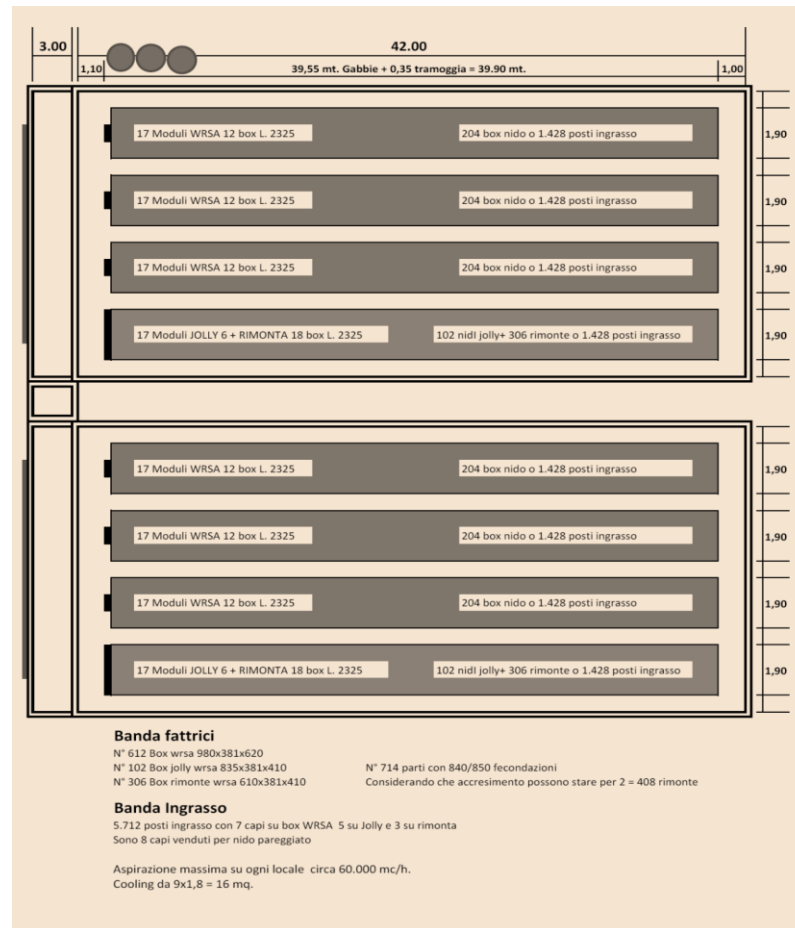 3.00 42.00
1,10 39,55 mt. Gabbie + 0,35 tramoggia = 39.90 mt. 1,00
17 Moduli WRSA 12 box L. 2325 204 box nido o 1.428 posti ingrasso 1,90
17 Moduli WRSA 12 box L. 2325 204 box nido o 1.428 posti ingrasso 1,90
17 Moduli WRSA 12 box L. 2325 204 box nido o 1.428 posti ingrasso 1,90
17 Moduli JOLLY 6 + RIMONTA 18 box L. 2325 102 nidI jolly+ 306 rimonte o 1.428 posti ingrasso 1,90
17 Moduli WRSA 12 box L. 2325 204 box nido o 1.428 posti ingrasso 1,90
17 Moduli WRSA 12 box L. 2325 204 box nido o 1.428 posti ingrasso 1,90
17 Moduli WRSA 12 box L. 2325 204 box nido o 1.428 posti ingrasso 1,90
17 Moduli JOLLY 6 + RIMONTA 18 box L. 2325 102 nidI jolly+ 306 rimonte o 1.428 posti ingrasso 1,90
Banda fattrici
N° 612 Box wrsa 980x381x620
N° 102 Box jolly wrsa 835x381x410 N° 714 parti con 840/850 fecondazioni
N° 306 Box rimonte wrsa 610x381x410 Considerando che accresimento possono stare per 2 = 408 rimonte
Banda Ingrasso
5.712 posti ingrasso con 7 capi su box WRSA 5 su Jolly e 3 su rimonta
Sono 8 capi venduti per nido pareggiato
Aspirazione massima su ogni locale circa 60.000 mc/h.
Cooling da 9x1,8 = 16 mq.